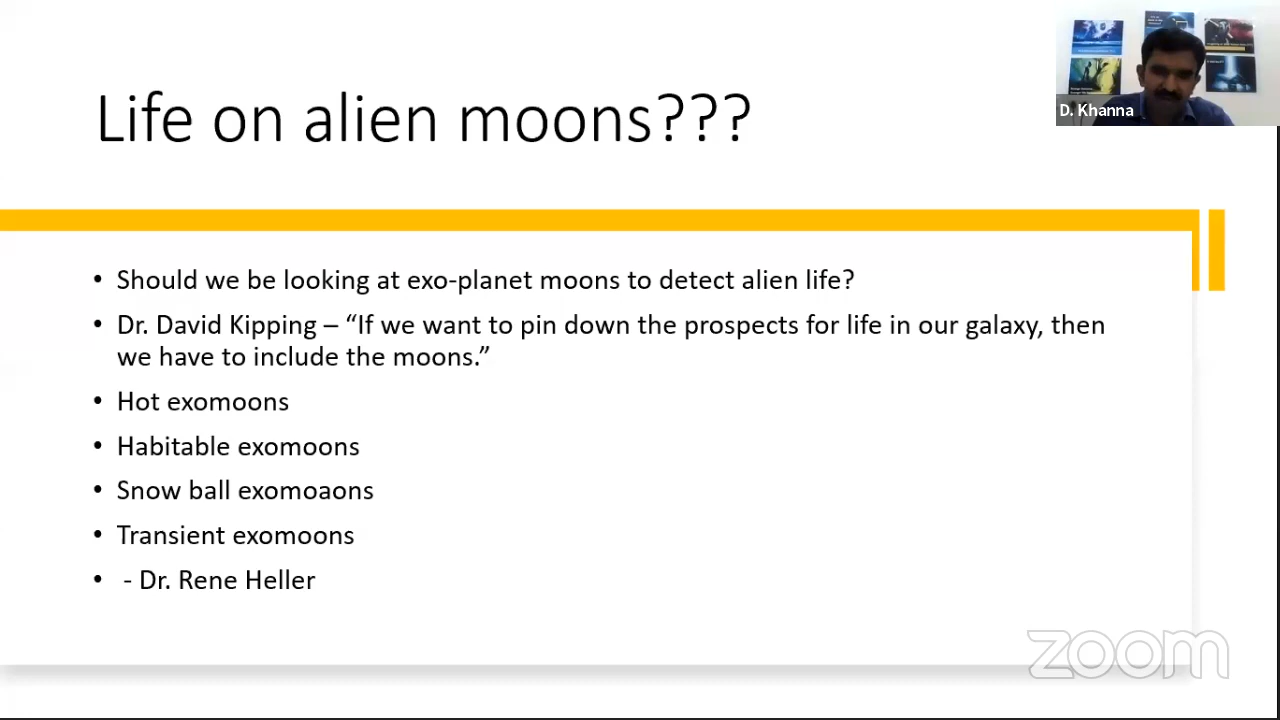 Life on alien moons???
D. Khanna
• Should we be looking at exo-planet moons to detect alien life?
• Dr. David Kipping – “If we want to pin down the prospects for life in our galaxy, then
we have to include the moons.”
• Hot exomoons
• Habitable exomoons
• Snow ball exomoaons
• Transient exomoons
• - Dr. Rene Heller
zoom